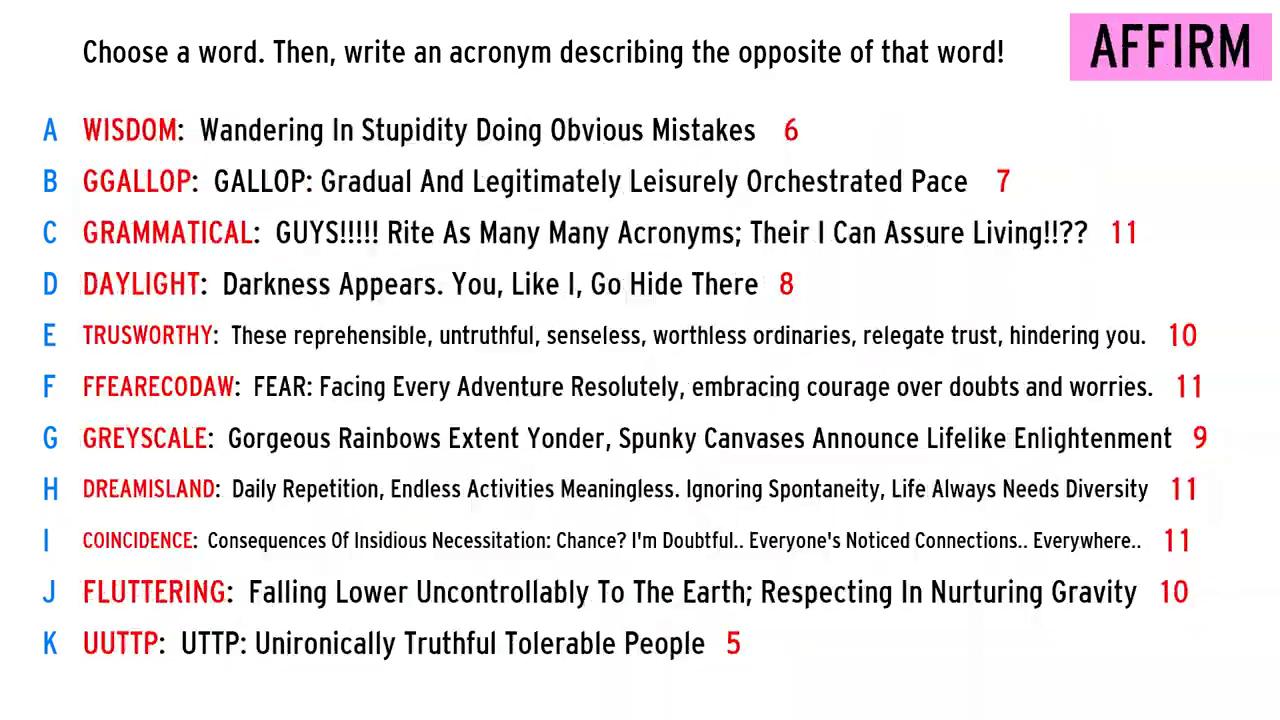 Choose a word. Then, write an acronym describing the opposite of that word!
AFFIRM
A WISDOM: Wandering In Stupidity Doing Obvious Mistakes 6
B GGALLOP: GALLOP: Gradual And Legitimately Leisurely Orchestrated Pace 7
C GRAMMATICAL: GUYS!!!!! Rite As Many Many Acronyms; Their I Can Assure Living!!?? 11
D DAYLIGHT: Darkness Appears. You, Like I, Go Hide There 8
E TRUSWORTHY: These reprehensible, untruthful, senseless, worthless ordinaries, relegate trust, hindering you. 10
F FFEARECODAW: FEAR: Facing Every Adventure Resolutely, embracing courage over doubts and worries. 11
G GREYSCALE: Gorgeous Rainbows Extent Yonder, Spunky Canvases Announce Lifelike Enlightenment 9
H DREAMISLAND: Daily Repetition, Endless Activities Meaningless. Ignoring Spontaneity, Life Always Needs Diversity 11
I COINCIDENCE: Consequences Of Insidious Necessitation: Chance? I'm Doubtful.. Everyone's Noticed Connections.. Everywhere.. 11
J FLUTTERING: Falling Lower Uncontrollably To The Earth; Respecting In Nurturing Gravity 10
K UUTTP: UTTP: Unironically Truthful Tolerable People 5